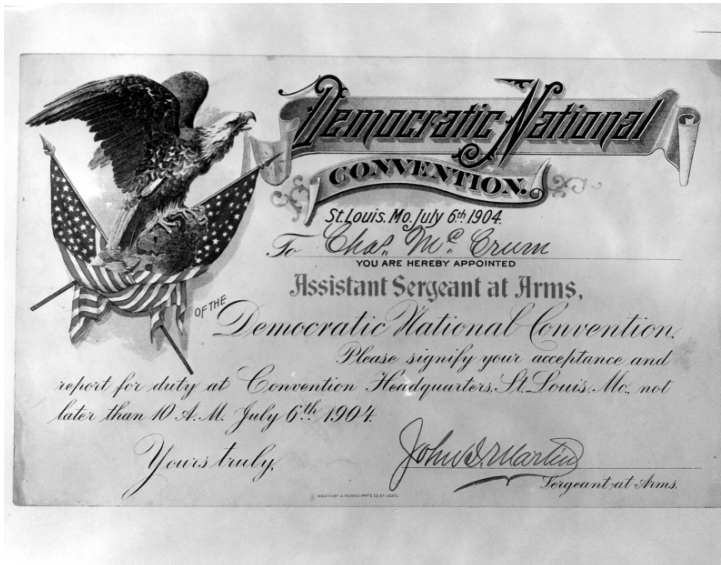 Democratic National
CONVENTION.
St. Louis, Mo. July 6th 1904.
To Chas. McCrum
YOU ARE HEREBY APPOINTED
Assistant Sergeant at Arms,
OF THE
Democratic National Convention.
Please signify your acceptance and
report for duty at Convention Headquarters, St. Louis, Mo., not
later than 10 A.M. July 6th 1904.
Yours truly,
John I. Martin
Sergeant-at-Arms.